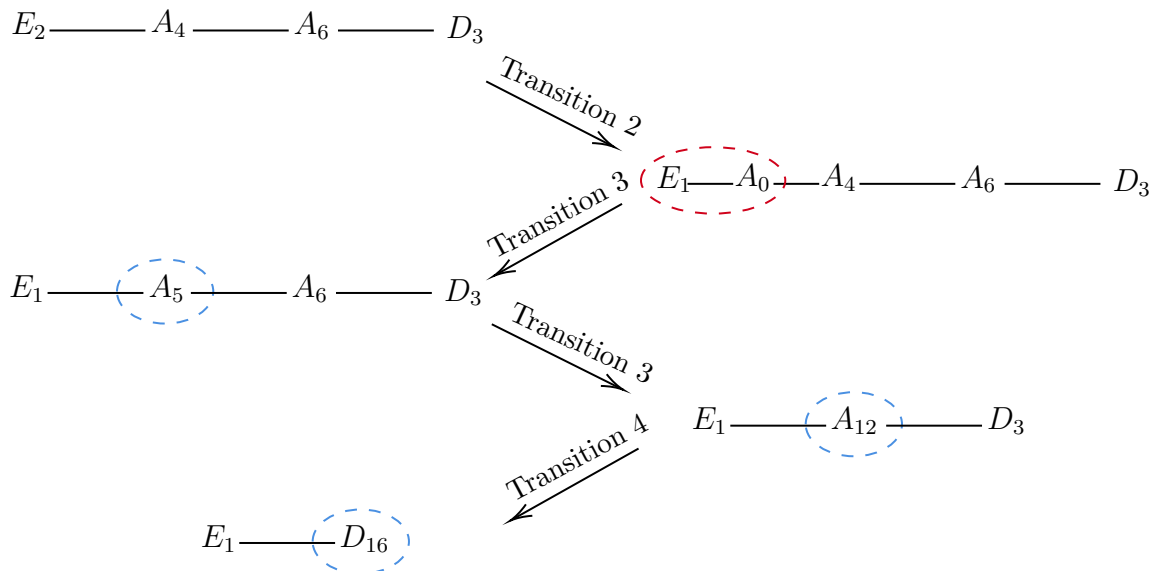 E₂ A₄ A₆ D₃
Transition 2
E₁ A₀ A₄ A₆ D₃
Transition 3
E₁ A₅ A₆ D₃
Transition 3
E₁ A₁₂ D₃
Transition 4
E₁ D₁₆